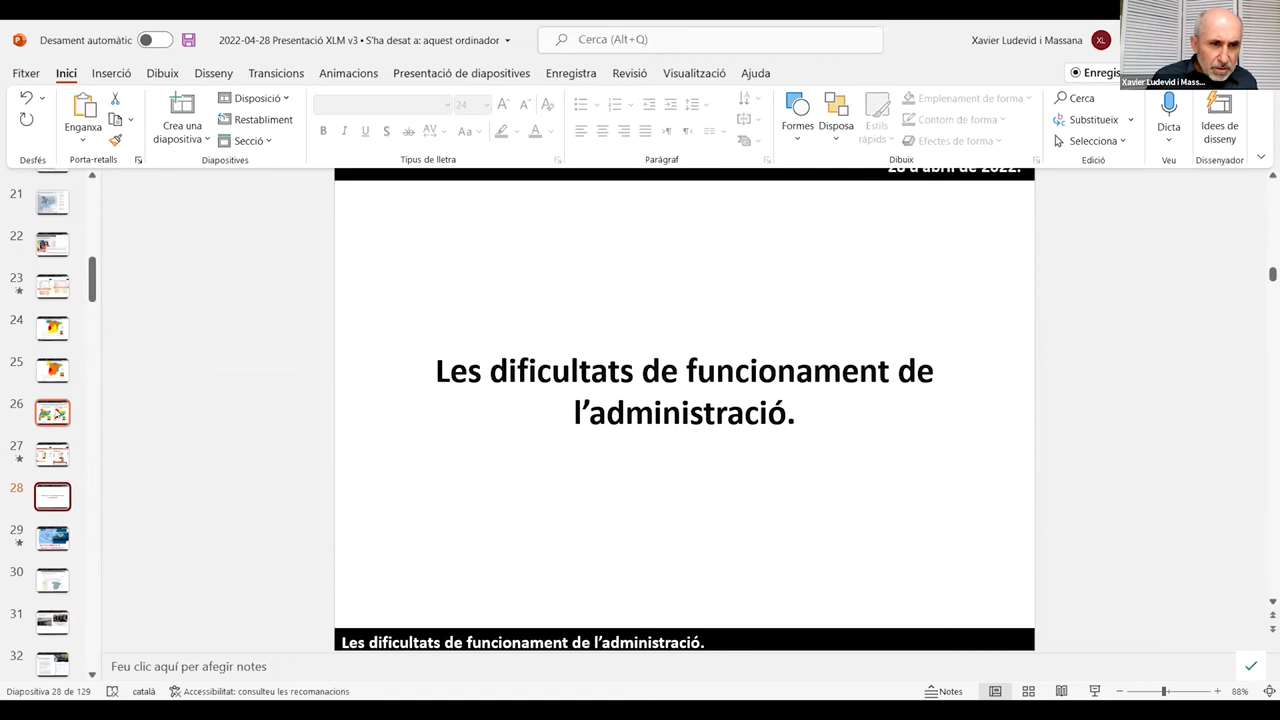 Desament automàtic
2022-04-28 Presentació XLM v3 • S'ha desat a: aquest ordin...
Cerca (Alt+Q)
Xavier Ludevid i Massana
XL
Xavier Ludevid i Mass...
Fitxer
Inici
Inserció
Dibuix
Disseny
Transicions
Animacions
Presentació de diapositives
Enregistra
Revisió
Visualització
Ajuda
Enregis
Enganxa
Crea una
diapositiva
Disposició
Restabliment
Secció
24
Formes
Disposa
Estils
ràpids
Emplenament de forma
Contorn de forma
Efectes de forma
Cerca
Substitueix
Selecciona
Dicta
Idees de
disseny
Desfés
Porta-retalls
Diapositives
Tipus de lletra
Paràgraf
Dibuix
Edició
Veu
Dissenyador
28 d'abril de 2022.
21
22
23
24
25
26
27
28
29
30
31
32
Les dificultats de funcionament de
l’administració.
Les dificultats de funcionament de l’administració.
Feu clic aquí per afegir notes
Diapositiva 28 de 129
català
Accessibilitat: consulteu les recomanacions
Notes
88%